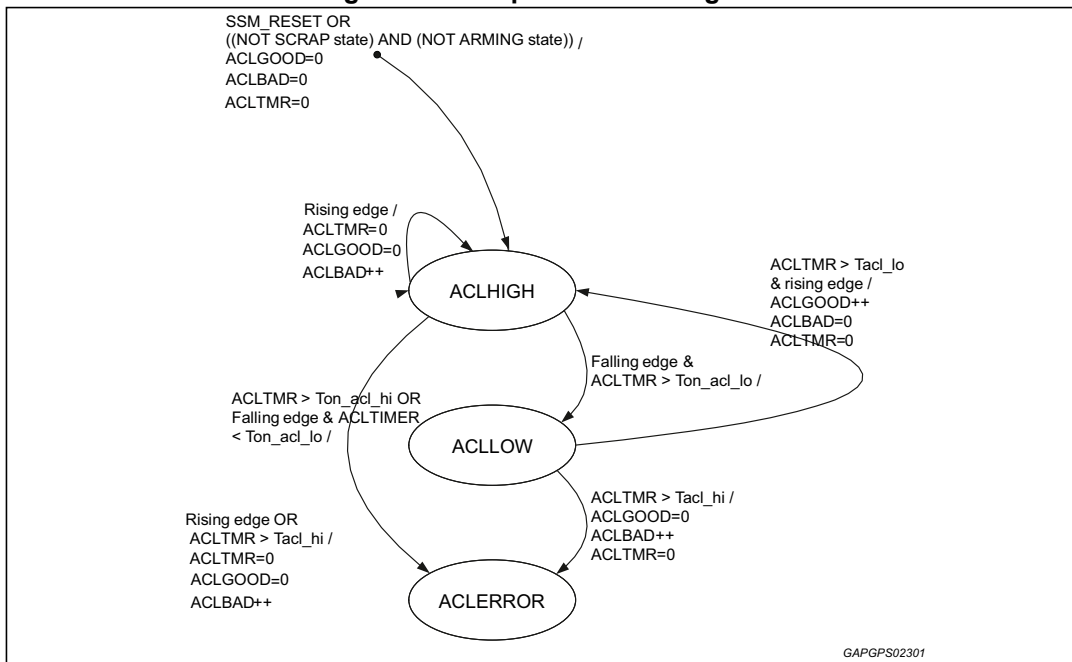 SSM_RESET OR
((NOT SCRAP state) AND (NOT ARMING state)) /
ACLGOOD=0
ACLBAD=0
ACLTMR=0
Rising edge /
ACLTMR=0
ACLGOOD=0
ACLBAD++
ACLHIGH
ACLTMR > Tacl_lo
& rising edge /
ACLGOOD++
ACLBAD=0
ACLTMR=0
Falling edge &
ACLTMR > Ton_acl_lo /
ACLTMR > Ton_acl_hi OR
Falling edge & ACLTIMER
< Ton_acl_lo /
ACLLOW
ACLTMR > Tacl_hi /
ACLGOOD=0
ACLBAD++
ACLTMR=0
Rising edge OR
ACLTMR > Tacl_hi /
ACLTMR=0
ACLGOOD=0
ACLBAD++
ACLERROR
GAPGPS02301